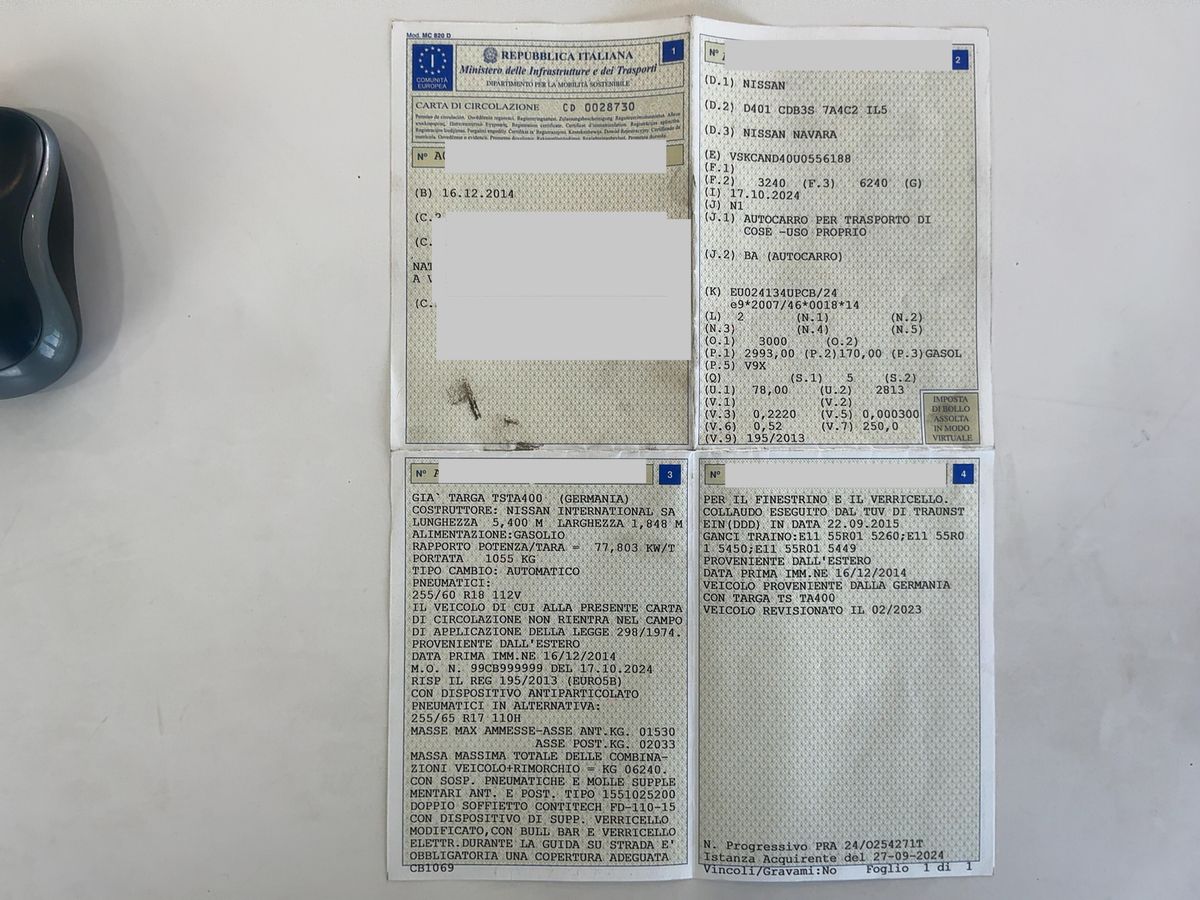 Mod. MC 820 D
I
COMUNITÀ
EUROPEA
REPUBBLICA ITALIANA
Ministero delle Infrastrutture e dei Trasporti
DIPARTIMENTO PER LA MOBILITÀ SOSTENIBILE
1
CARTA DI CIRCOLAZIONE CD 0028730
N° A
(B) 16.12.2014
(C.2
(C.
NAT
A V
(C.
N°
2
(D.1) NISSAN
(D.2) D401 CDB3S 7A4C2 IL5
(D.3) NISSAN NAVARA
(E) VSKCAND40U0556188
(F.1)
(F.2) 3240 (F.3) 6240 (G)
(I) 17.10.2024
(J) N1
(J.1) AUTOCARRO PER TRASPORTO DI
COSE -USO PROPRIO
(J.2) BA (AUTOCARRO)
(K) EU024134UPCB/24
e9*2007/46*0018*14
(L) 2 (N.1) (N.2)
(N.3) (N.4) (N.5)
(O.1) 3000 (O.2)
(P.1) 2993,00 (P.2)170,00 (P.3)GASOL
(P.5) V9X
(Q) (S.1) 5 (S.2)
(U.1) 78,00 (U.2) 2813
(V.1) (V.2)
(V.3) 0,2220 (V.5) 0,000300
(V.6) 0,52 (V.7) 250,0
(V.9) 195/2013
IMPOSTA
DI BOLLO
ASSOLTA
IN MODO
VIRTUALE
N°
3
GIA` TARGA TSTA400 (GERMANIA)
COSTRUTTORE: NISSAN INTERNATIONAL SA
LUNGHEZZA 5,400 M LARGHEZZA 1,848 M
ALIMENTAZIONE:GASOLIO
RAPPORTO POTENZA/TARA = 77,803 KW/T
PORTATA 1055 KG
TIPO CAMBIO: AUTOMATICO
PNEUMATICI:
255/60 R18 112V
IL VEICOLO DI CUI ALLA PRESENTE CARTA
DI CIRCOLAZIONE NON RIENTRA NEL CAMPO
DI APPLICAZIONE DELLA LEGGE 298/1974.
PROVENIENTE DALL'ESTERO
DATA PRIMA IMM.NE 16/12/2014
M.O. N. 99CB999999 DEL 17.10.2024
RISP IL REG 195/2013 (EURO5B)
CON DISPOSITIVO ANTIPARTICOLATO
PNEUMATICI IN ALTERNATIVA:
255/65 R17 110H
MASSE MAX AMMESSE-ASSE ANT.KG. 01530
ASSE POST.KG. 02033
MASSA MASSIMA TOTALE DELLE COMBINA-
ZIONI VEICOLO+RIMORCHIO = KG 06240.
CON SOSP. PNEUMATICHE E MOLLE SUPPLE
MENTARI ANT. E POST. TIPO 1551025200
DOPPIO SOFFIETTO CONTITECH FD-110-15
CON DISPOSITIVO DI SUPP. VERRICELLO
MODIFICATO,CON BULL BAR E VERRICELLO
ELETTR.DURANTE LA GUIDA SU STRADA E'
OBBLIGATORIA UNA COPERTURA ADEGUATA
CB1069
N°
4
PER IL FINESTRINO E IL VERRICELLO.
COLLAUDO ESEGUITO DAL TUV DI TRAUNST
EIN(DDD) IN DATA 22.09.2015
GANCI TRAINO:E11 55R01 5260;E11 55R0
1 5450;E11 55R01 5449
PROVENIENTE DALL'ESTERO
DATA PRIMA IMM.NE 16/12/2014
VEICOLO PROVENIENTE DALLA GERMANIA
CON TARGA TS TA400
VEICOLO REVISIONATO IL 02/2023
N. Progressivo PRA 24/O254271T
Istanza Acquirente del 27-09-2024
Vincoli/Gravami:No Foglio 1 di 1